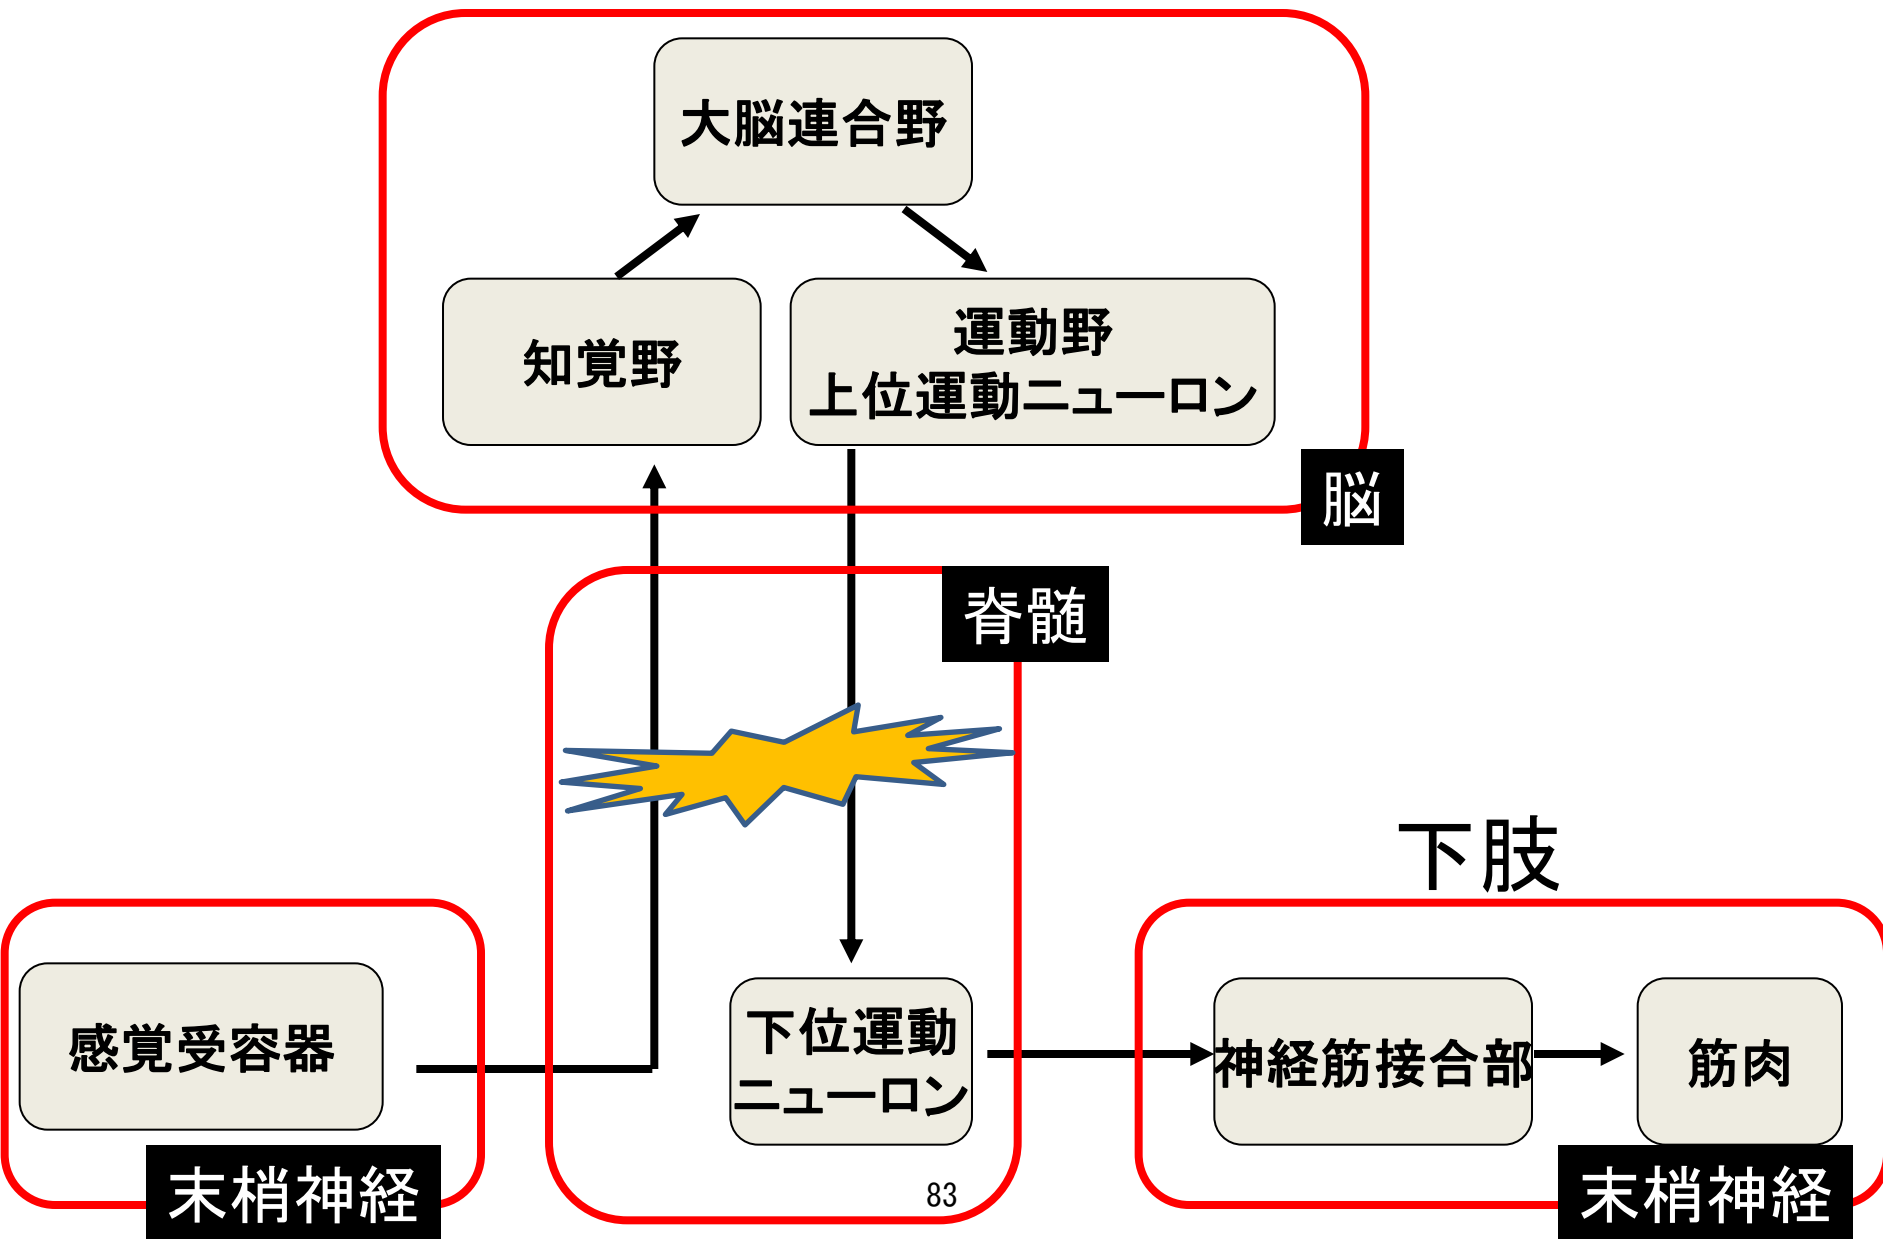 大脳連合野
知覚野
運動野
上位運動ニューロン
脳
脊髄
下肢
感覚受容器
末梢神経
下位運動
ニューロン
83
神経筋接合部
筋肉
末梢神経